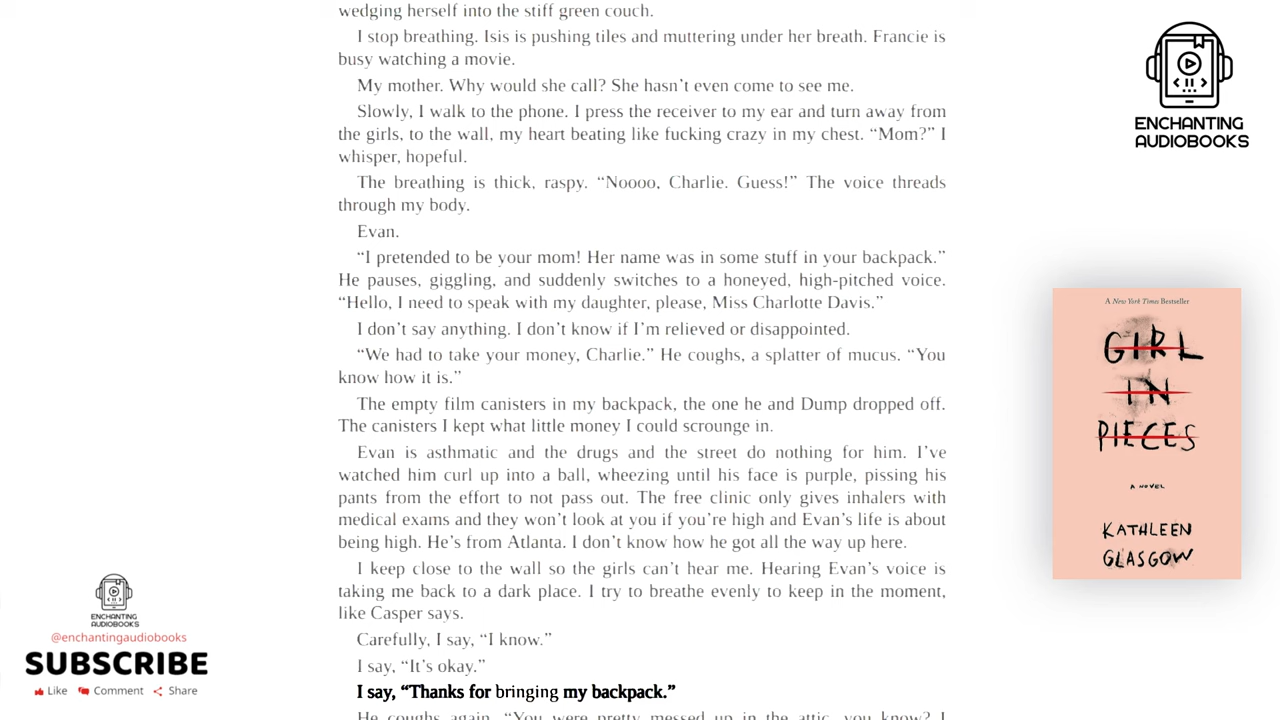 wedging herself into the stiff green couch.
I stop breathing. Isis is pushing tiles and muttering under her breath. Francie is
busy watching a movie.
My mother. Why would she call? She hasn't even come to see me.
Slowly, I walk to the phone. I press the receiver to my ear and turn away from
the girls, to the wall, my heart beating like fucking crazy in my chest. “Mom?” I
whisper, hopeful.
The breathing is thick, raspy. “Noooo, Charlie. Guess!” The voice threads
through my body.
Evan.
“I pretended to be your mom! Her name was in some stuff in your backpack.”
He pauses, giggling, and suddenly switches to a honeyed, high-pitched voice.
“Hello, I need to speak with my daughter, please, Miss Charlotte Davis.”
I don't say anything. I don't know if I'm relieved or disappointed.
“We had to take your money, Charlie.” He coughs, a splatter of mucus. “You
know how it is.”
The empty film canisters in my backpack, the one he and Dump dropped off.
The canisters I kept what little money I could scrounge in.
Evan is asthmatic and the drugs and the street do nothing for him. I've
watched him curl up into a ball, wheezing until his face is purple, pissing his
pants from the effort to not pass out. The free clinic only gives inhalers with
medical exams and they won't look at you if you're high and Evan's life is about
being high. He's from Atlanta. I don't know how he got all the way up here.
I keep close to the wall so the girls can't hear me. Hearing Evan's voice is
taking me back to a dark place. I try to breathe evenly to keep in the moment,
like Casper says.
Carefully, I say, “I know.”
I say, “It's okay.”
I say, “Thanks for bringing my backpack.”
He coughs again. “You were pretty messed up in the attic, you know? I
ENCHANTING
AUDIOBOOKS
A New York Times Bestseller
GIRL
IN
PIECES
A NOVEL
KATHLEEN
GLASGOW
ENCHANTING
AUDIOBOOKS
@enchantingaudiobooks
SUBSCRIBE
Like Comment Share